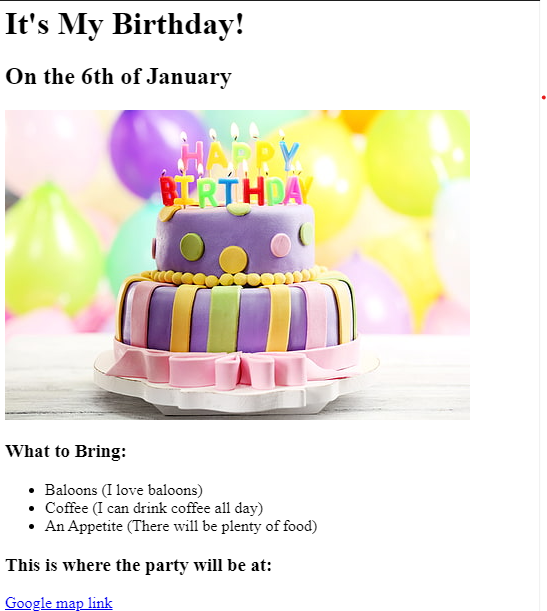 It's My Birthday!
On the 6th of January
HAPPY
BIRTHDAY
What to Bring:
Baloons (I love baloons)
Coffee (I can drink coffee all day)
An Appetite (There will be plenty of food)
This is where the party will be at:
Google map link